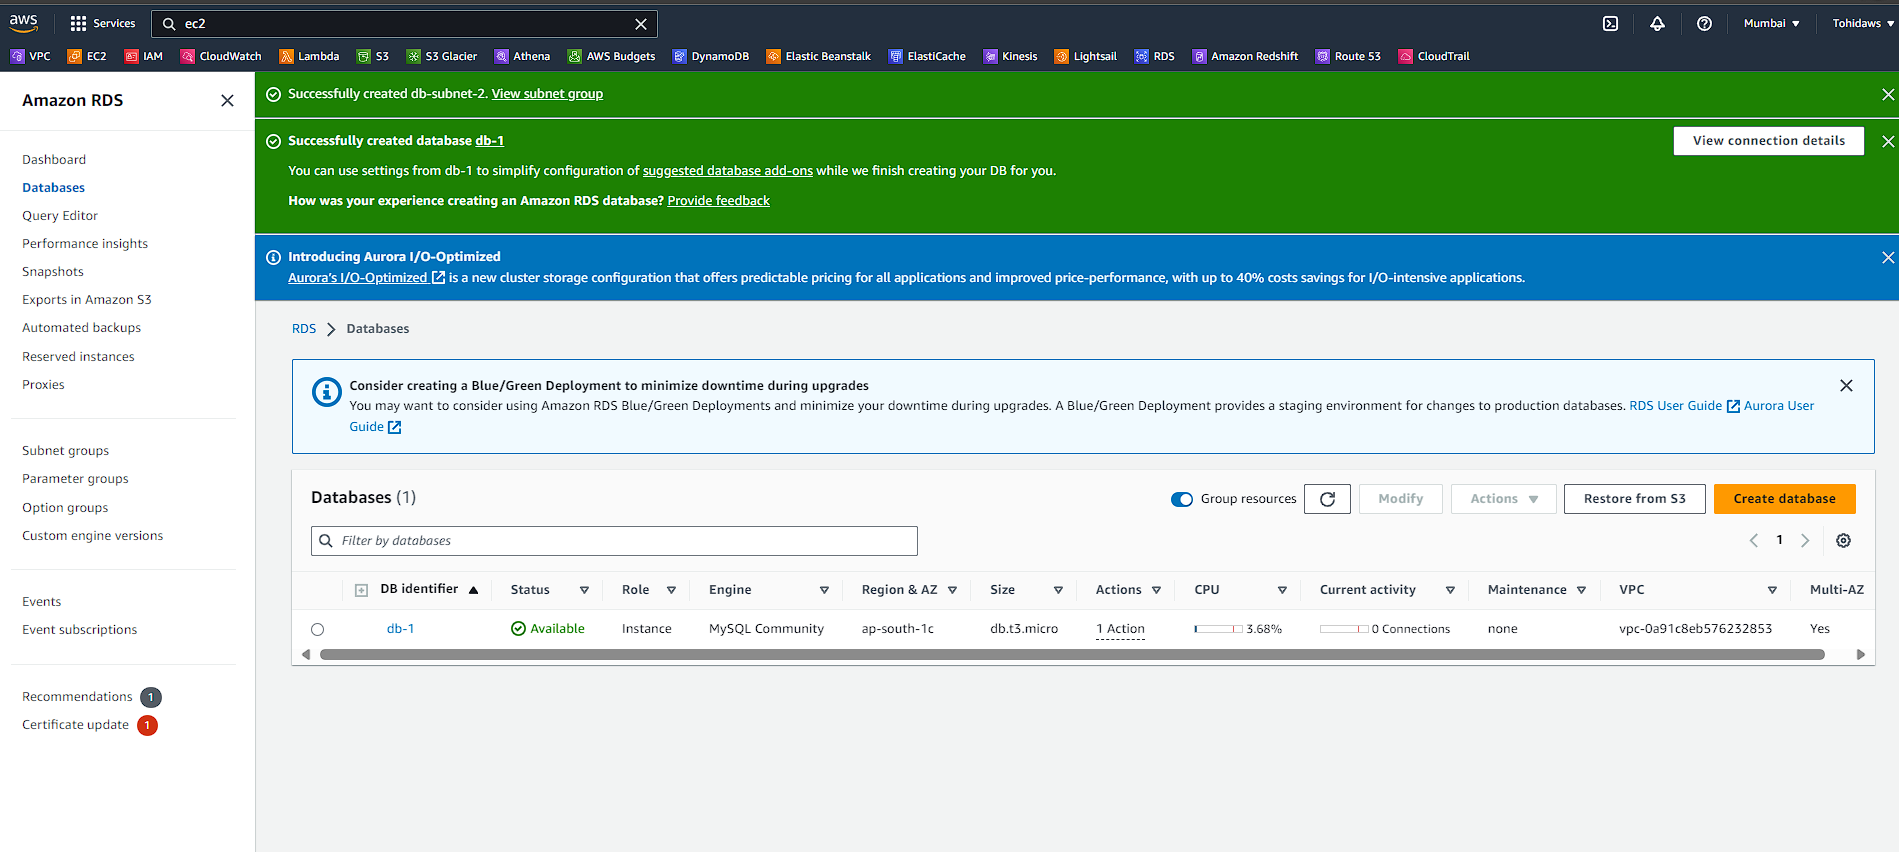 aws Services ec2 Mumbai Tohidaws
VPC EC2 IAM CloudWatch Lambda S3 S3 Glacier Athena AWS Budgets DynamoDB Elastic Beanstalk ElastiCache Kinesis Lightsail RDS Amazon Redshift Route 53 CloudTrail
Amazon RDS
Dashboard
Databases
Query Editor
Performance insights
Snapshots
Exports in Amazon S3
Automated backups
Reserved instances
Proxies
Subnet groups
Parameter groups
Option groups
Custom engine versions
Events
Event subscriptions
Recommendations 1
Certificate update 1
Successfully created db-subnet-2. View subnet group
Successfully created database db-1 View connection details
You can use settings from db-1 to simplify configuration of suggested database add-ons while we finish creating your DB for you.
How was your experience creating an Amazon RDS database? Provide feedback
Introducing Aurora I/O-Optimized
Aurora's I/O-Optimized is a new cluster storage configuration that offers predictable pricing for all applications and improved price-performance, with up to 40% costs savings for I/O-intensive applications.
RDS Databases
Consider creating a Blue/Green Deployment to minimize downtime during upgrades
You may want to consider using Amazon RDS Blue/Green Deployments and minimize your downtime during upgrades. A Blue/Green Deployment provides a staging environment for changes to production databases. RDS User Guide Aurora User
Guide
Databases (1) Group resources Modify Actions Restore from S3 Create database
Filter by databases 1
DB identifier Status Role Engine Region & AZ Size Actions CPU Current activity Maintenance VPC Multi-AZ
db-1 Available Instance MySQL Community ap-south-1c db.t3.micro 1 Action 3.68% 0 Connections none vpc-0a91c8eb576232853 Yes